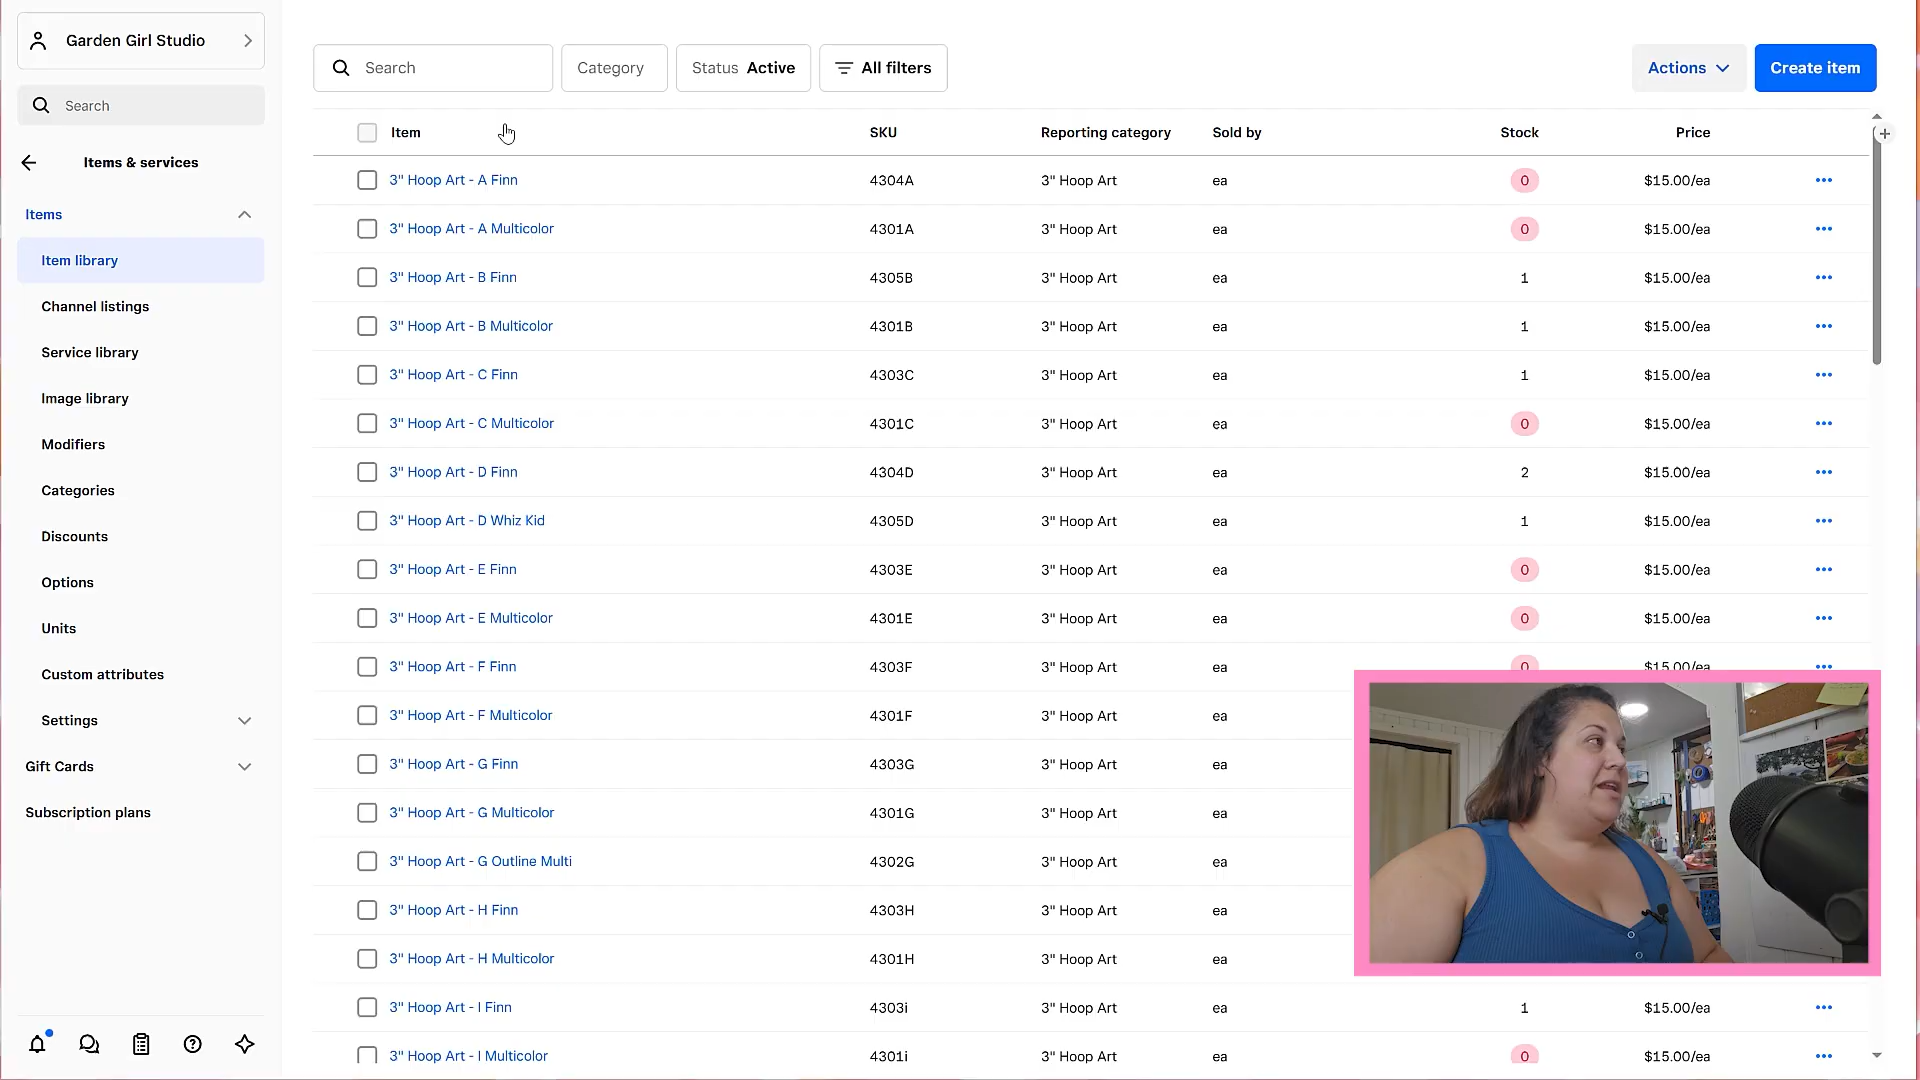 Garden Girl Studio
Search
Items & services
Items
Item library
Channel listings
Service library
Image library
Modifiers
Categories
Discounts
Options
Units
Custom attributes
Settings
Gift Cards
Subscription plans
Search
Category
Status Active
All filters
Actions
Create item
Item SKU Reporting category Sold by Stock Price
3" Hoop Art - A Finn 4304A 3" Hoop Art ea 0 $15.00/ea
3" Hoop Art - A Multicolor 4301A 3" Hoop Art ea 0 $15.00/ea
3" Hoop Art - B Finn 4305B 3" Hoop Art ea 1 $15.00/ea
3" Hoop Art - B Multicolor 4301B 3" Hoop Art ea 1 $15.00/ea
3" Hoop Art - C Finn 4303C 3" Hoop Art ea 1 $15.00/ea
3" Hoop Art - C Multicolor 4301C 3" Hoop Art ea 0 $15.00/ea
3" Hoop Art - D Finn 4304D 3" Hoop Art ea 2 $15.00/ea
3" Hoop Art - D Whiz Kid 4305D 3" Hoop Art ea 1 $15.00/ea
3" Hoop Art - E Finn 4303E 3" Hoop Art ea 0 $15.00/ea
3" Hoop Art - E Multicolor 4301E 3" Hoop Art ea 0 $15.00/ea
3" Hoop Art - F Finn 4303F 3" Hoop Art ea 0 $15.00/ea
3" Hoop Art - F Multicolor 4301F 3" Hoop Art ea
3" Hoop Art - G Finn 4303G 3" Hoop Art ea
3" Hoop Art - G Multicolor 4301G 3" Hoop Art ea
3" Hoop Art - G Outline Multi 4302G 3" Hoop Art ea
3" Hoop Art - H Finn 4303H 3" Hoop Art ea
3" Hoop Art - H Multicolor 4301H 3" Hoop Art ea
3" Hoop Art - I Finn 4303i 3" Hoop Art ea 1 $15.00/ea
3" Hoop Art - I Multicolor 4301i 3" Hoop Art ea 0 $15.00/ea